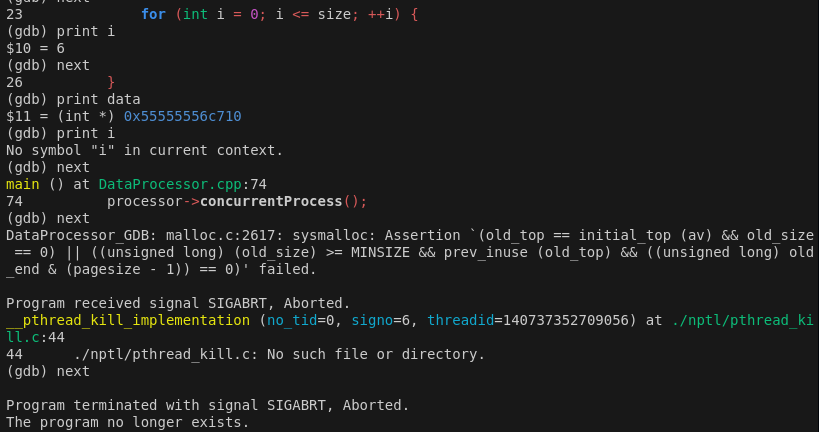 (gdb) next
23              for (int i = 0; i <= size; ++i) {
(gdb) print i
$10 = 6
(gdb) next
26          }
(gdb) print data
$11 = (int *) 0x55555556c710
(gdb) print i
No symbol "i" in current context.
(gdb) next
main () at DataProcessor.cpp:74
74          processor->concurrentProcess();
(gdb) next
DataProcessor_GDB: malloc.c:2617: sysmalloc: Assertion `(old_top == initial_top (av) && old_size
 == 0) || ((unsigned long) (old_size) >= MINSIZE && prev_inuse (old_top) && ((unsigned long) old
_end & (pagesize - 1)) == 0)' failed.

Program received signal SIGABRT, Aborted.
__pthread_kill_implementation (no_tid=0, signo=6, threadid=140737352709056) at ./nptl/pthread_ki
ll.c:44
44      ./nptl/pthread_kill.c: No such file or directory.
(gdb) next

Program terminated with signal SIGABRT, Aborted.
The program no longer exists.